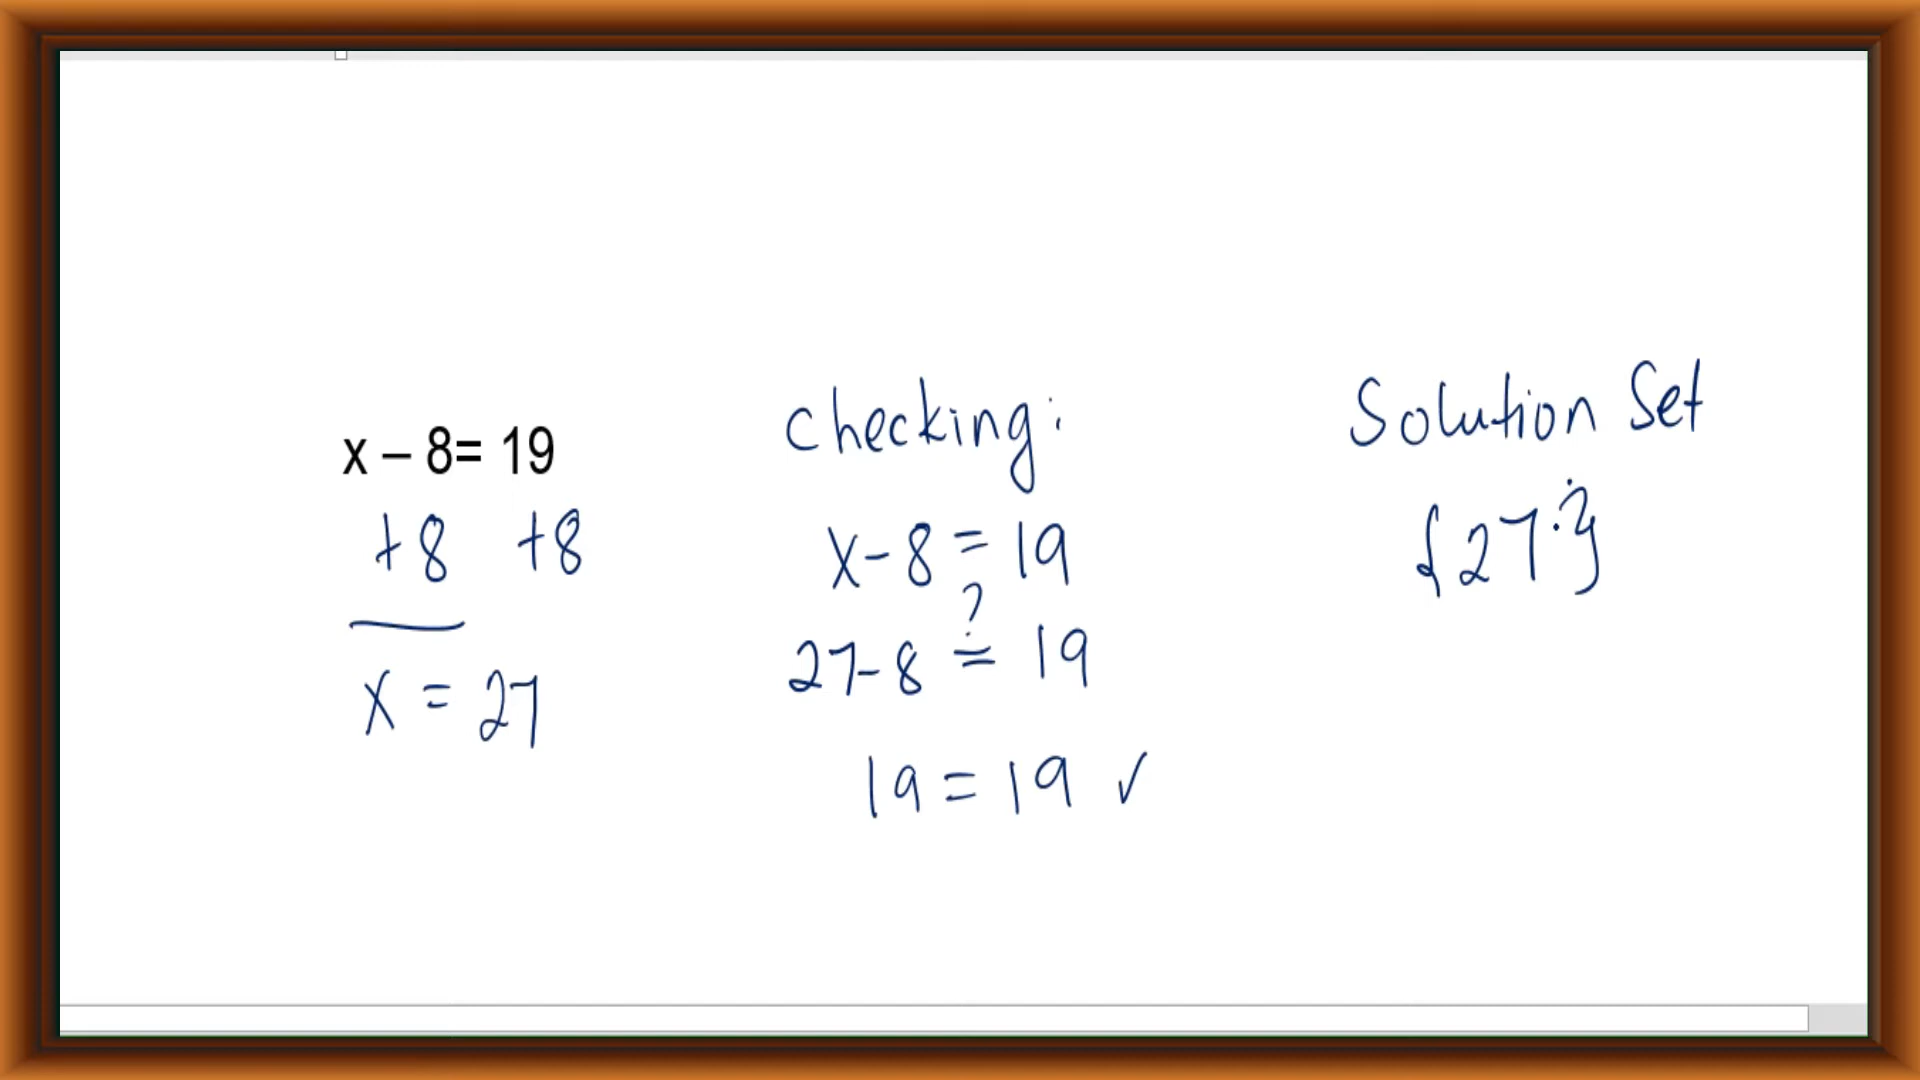 x – 8= 19
+8 +8
x = 27
checking:
x - 8 = 19
27 - 8 ≟ 19
19 = 19 ✓
Solution Set
{27}